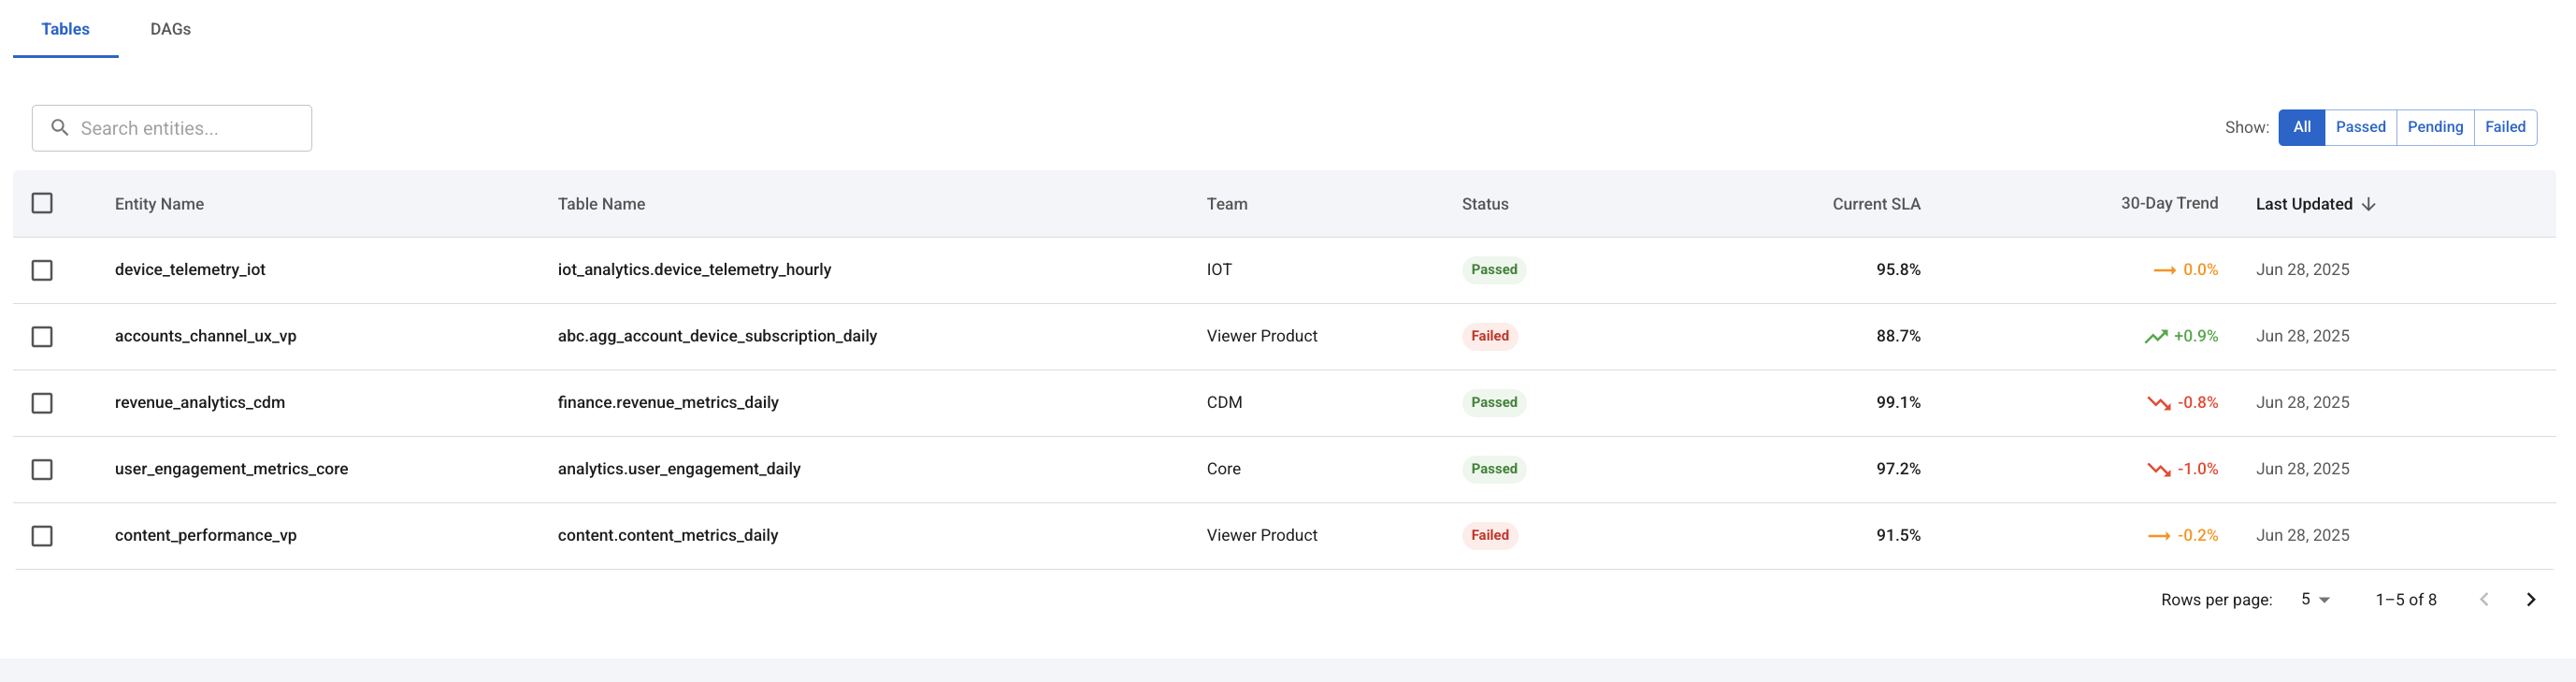 Tables DAGs
Search entities... Show: All Passed Pending Failed
Entity Name Table Name Team Status Current SLA 30-Day Trend Last Updated
device_telemetry_iot iot_analytics.device_telemetry_hourly IOT Passed 95.8% 0.0% Jun 28, 2025
accounts_channel_ux_vp abc.agg_account_device_subscription_daily Viewer Product Failed 88.7% +0.9% Jun 28, 2025
revenue_analytics_cdm finance.revenue_metrics_daily CDM Passed 99.1% -0.8% Jun 28, 2025
user_engagement_metrics_core analytics.user_engagement_daily Core Passed 97.2% -1.0% Jun 28, 2025
content_performance_vp content.content_metrics_daily Viewer Product Failed 91.5% -0.2% Jun 28, 2025
Rows per page: 5 1–5 of 8